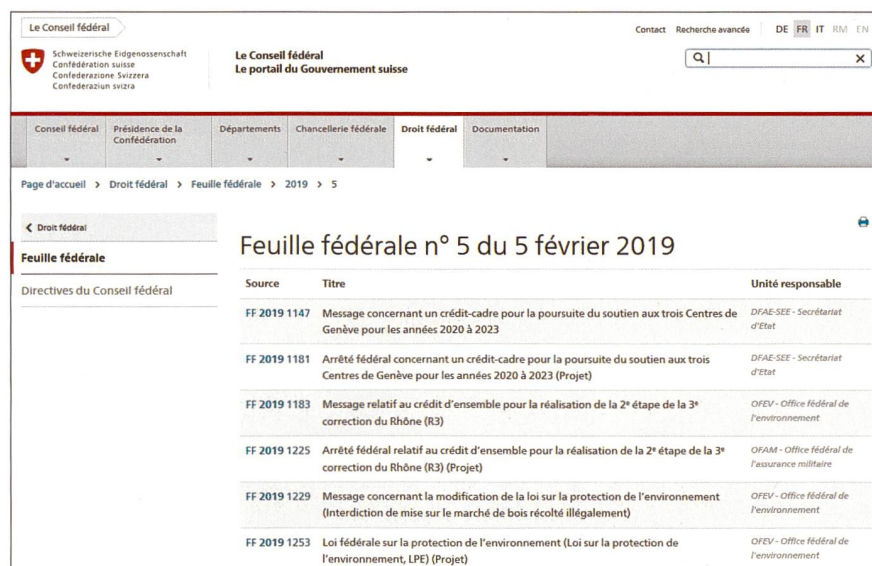 Le Conseil fédéral
Contact Recherche avancée DE FR IT RM EN
Schweizerische Eidgenossenschaft
Confédération suisse
Confederazione Svizzera
Confederaziun svizra
Le Conseil fédéral
Le portail du Gouvernement suisse
Conseil fédéral
Présidence de la
Confédération
Départements
Chancellerie fédérale
Droit fédéral
Documentation
Page d'accueil > Droit fédéral > Feuille fédérale > 2019 > 5
Droit fédéral
Feuille fédérale
Directives du Conseil fédéral
Feuille fédérale n° 5 du 5 février 2019
Source Titre Unité responsable
FF 2019 1147 Message concernant un crédit-cadre pour la poursuite du soutien aux trois Centres de DFAE-SEE - Secrétariat
Genève pour les années 2020 à 2023 d'Etat
FF 2019 1181 Arrêté fédéral concernant un crédit-cadre pour la poursuite du soutien aux trois DFAE-SEE - Secrétariat
Centres de Genève pour les années 2020 à 2023 (Projet) d'Etat
FF 2019 1183 Message relatif au crédit d'ensemble pour la réalisation de la 2e étape de la 3e OFEV - Office fédéral de
correction du Rhône (R3) l'environnement
FF 2019 1225 Arrêté fédéral relatif au crédit d'ensemble pour la réalisation de la 2e étape de la 3e OFAM - Office fédéral de
correction du Rhône (R3) (Projet) l'assurance militaire
FF 2019 1229 Message concernant la modification de la loi sur la protection de l'environnement OFEV - Office fédéral de
(Interdiction de mise sur le marché de bois récolté illégalement) l'environnement
FF 2019 1253 Loi fédérale sur la protection de l'environnement (Loi sur la protection de OFEV - Office fédéral de
l'environnement, LPE) (Projet) l'environnement